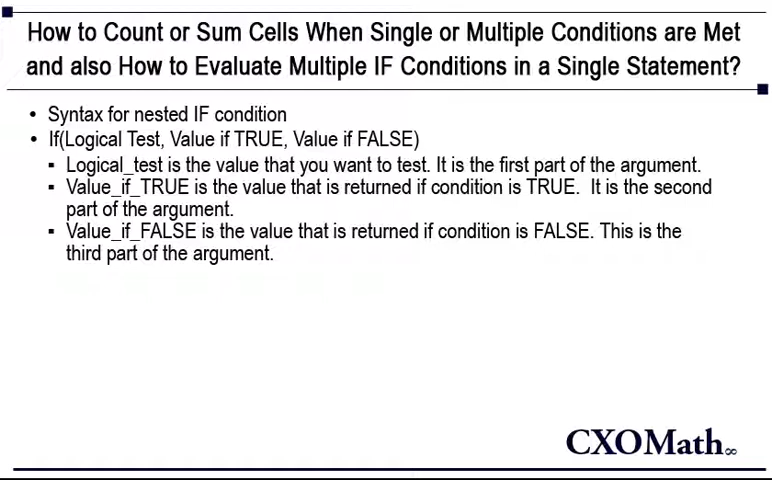 How to Count or Sum Cells When Single or Multiple Conditions are Met
and also How to Evaluate Multiple IF Conditions in a Single Statement?
• Syntax for nested IF condition
• If(Logical Test, Value if TRUE, Value if FALSE)
▪ Logical_test is the value that you want to test. It is the first part of the argument.
▪ Value_if_TRUE is the value that is returned if condition is TRUE. It is the second
part of the argument.
▪ Value_if_FALSE is the value that is returned if condition is FALSE. This is the
third part of the argument.
CXOMath∞